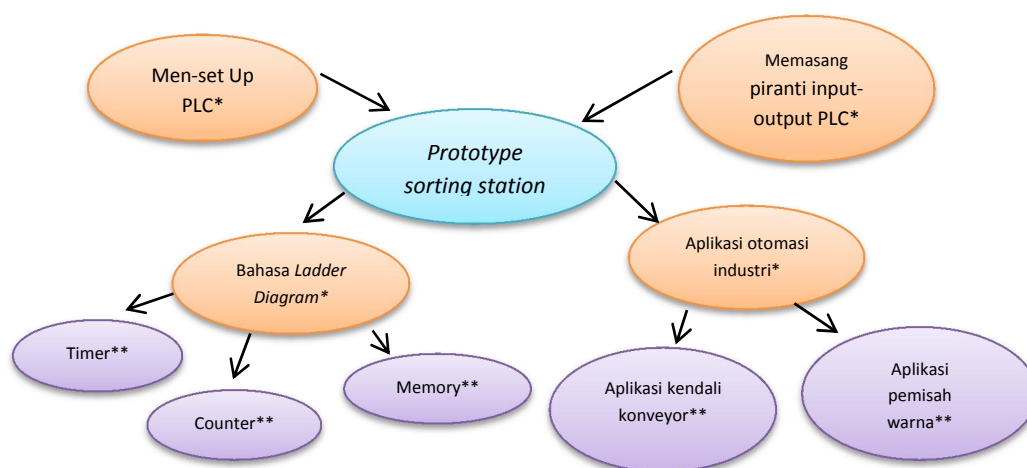 Men-set Up
PLC*
Memasang
piranti input-
output PLC*
Prototype
sorting station
Bahasa Ladder
Diagram*
Aplikasi otomasi
industri*
Timer**
Counter**
Memory**
Aplikasi kendali
konveyor**
Aplikasi
pemisah
warna**